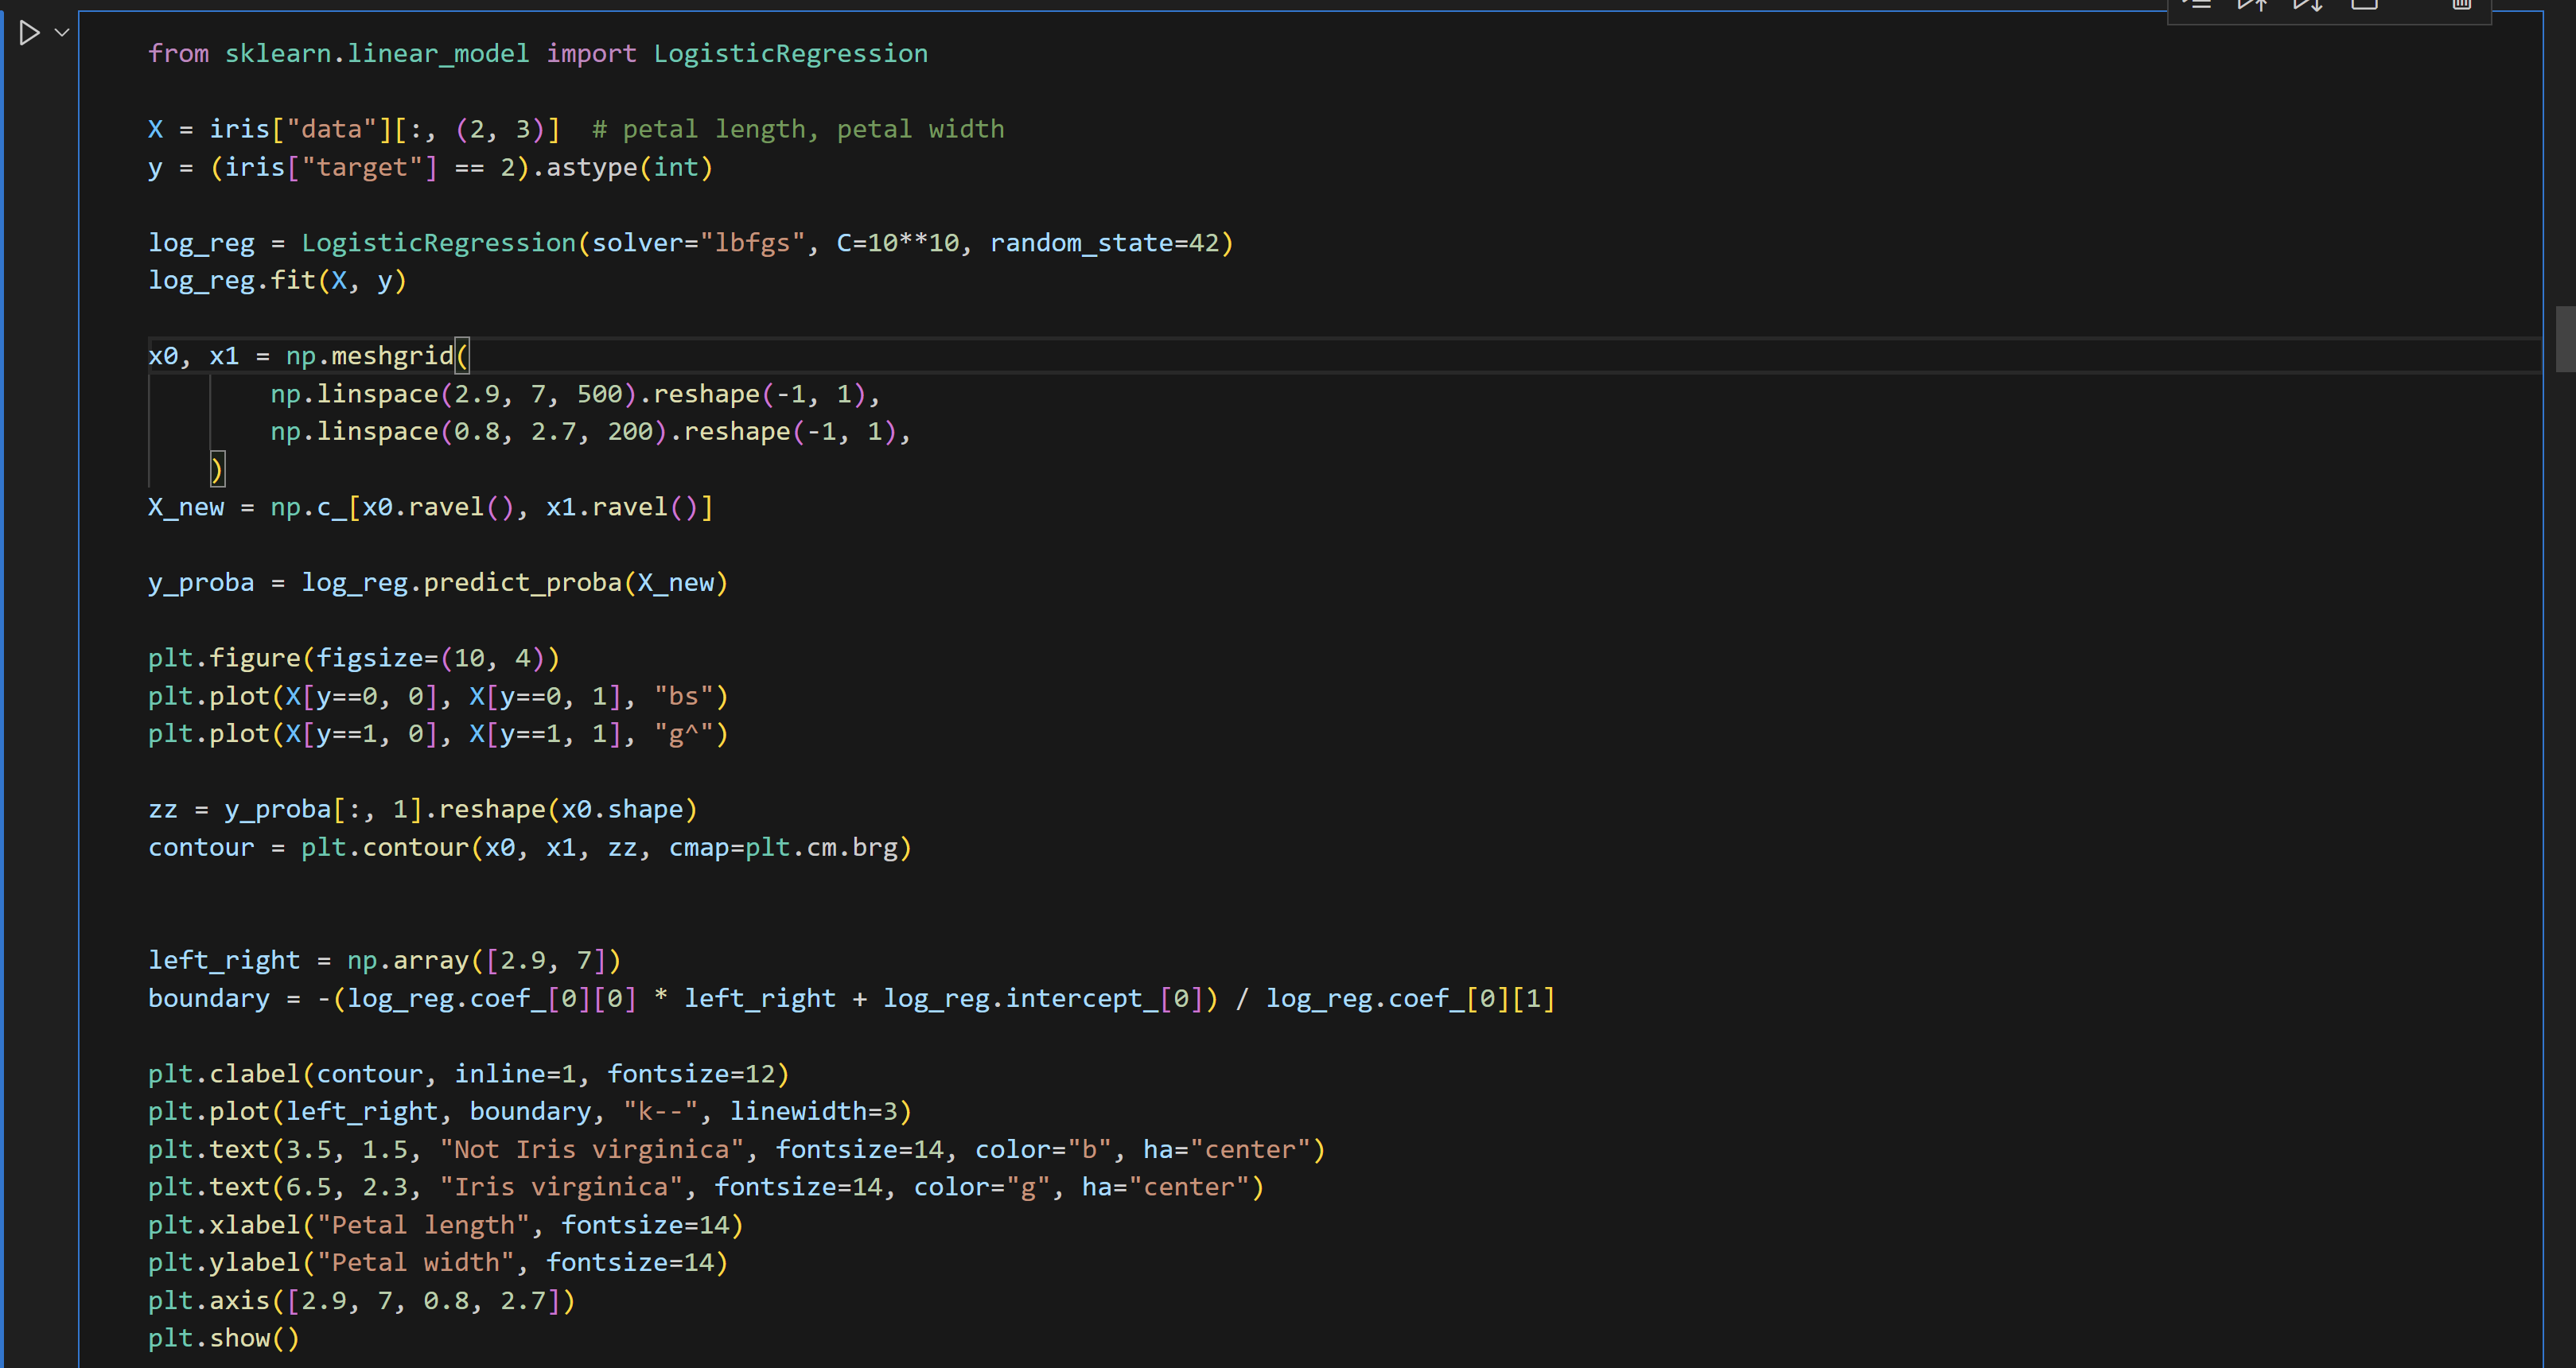 from sklearn.linear_model import LogisticRegression
X = iris["data"][:, (2, 3)]  # petal length, petal width
y = (iris["target"] == 2).astype(int)
log_reg = LogisticRegression(solver="lbfgs", C=10**10, random_state=42)
log_reg.fit(X, y)
x0, x1 = np.meshgrid(
        np.linspace(2.9, 7, 500).reshape(-1, 1),
        np.linspace(0.8, 2.7, 200).reshape(-1, 1),
    )
X_new = np.c_[x0.ravel(), x1.ravel()]
y_proba = log_reg.predict_proba(X_new)
plt.figure(figsize=(10, 4))
plt.plot(X[y==0, 0], X[y==0, 1], "bs")
plt.plot(X[y==1, 0], X[y==1, 1], "g^")
zz = y_proba[:, 1].reshape(x0.shape)
contour = plt.contour(x0, x1, zz, cmap=plt.cm.brg)
left_right = np.array([2.9, 7])
boundary = -(log_reg.coef_[0][0] * left_right + log_reg.intercept_[0]) / log_reg.coef_[0][1]
plt.clabel(contour, inline=1, fontsize=12)
plt.plot(left_right, boundary, "k--", linewidth=3)
plt.text(3.5, 1.5, "Not Iris virginica", fontsize=14, color="b", ha="center")
plt.text(6.5, 2.3, "Iris virginica", fontsize=14, color="g", ha="center")
plt.xlabel("Petal length", fontsize=14)
plt.ylabel("Petal width", fontsize=14)
plt.axis([2.9, 7, 0.8, 2.7])
plt.show()